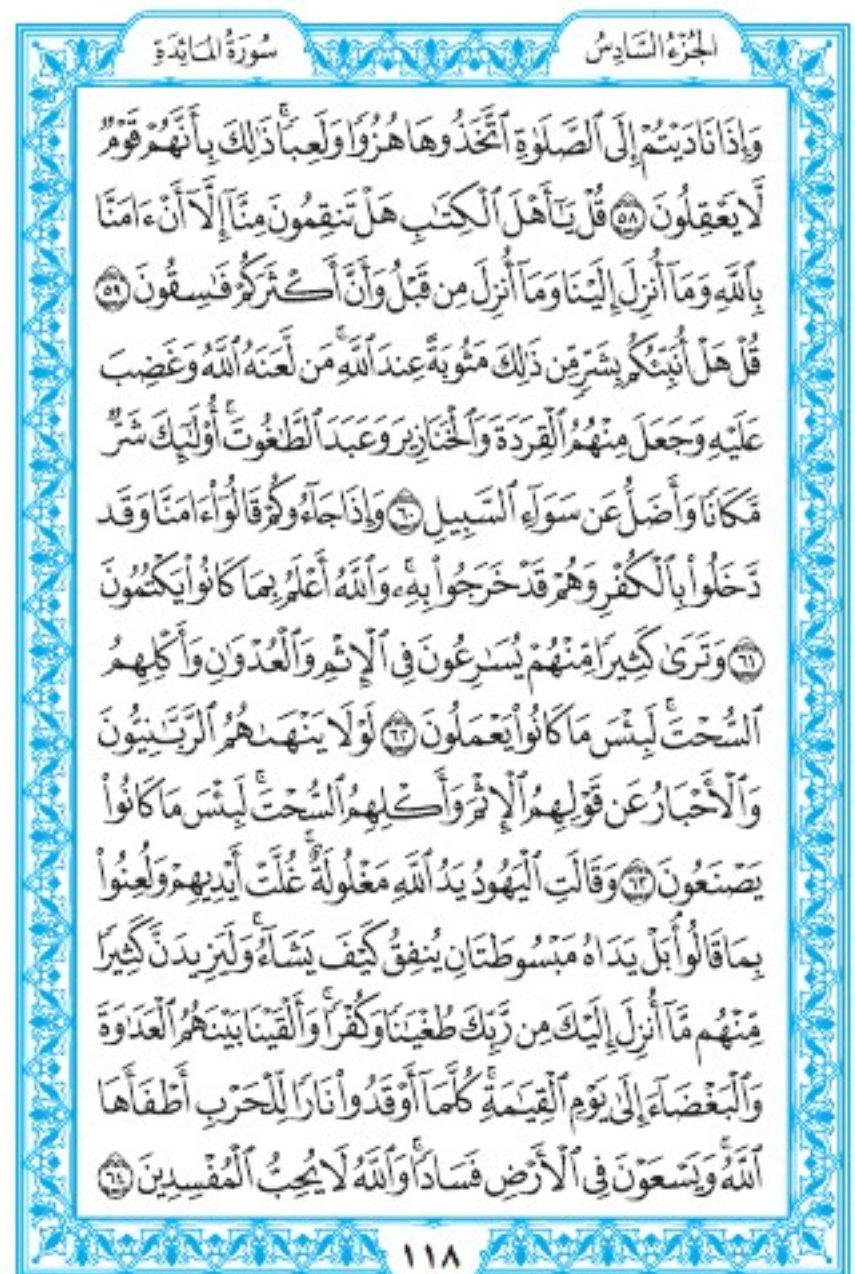 الجُزْءُ السَّادِسُ
سُورَةُ المَائِدَةِ
وَإِذَا نَادَيْتُمْ إِلَى ٱلصَّلَوٰةِ ٱتَّخَذُوهَا هُزُوًا وَلَعِبًاۚ ذَٰلِكَ بِأَنَّهُمْ قَوْمٌ
لَّا يَعْقِلُونَ ۝٥٨ قُلْ يَٰٓأَهْلَ ٱلْكِتَٰبِ هَلْ تَنقِمُونَ مِنَّآ إِلَّآ أَنْ ءَامَنَّا
بِٱللَّهِ وَمَآ أُنزِلَ إِلَيْنَا وَمَآ أُنزِلَ مِن قَبْلُ وَأَنَّ أَكْثَرَكُمْ فَٰسِقُونَ ۝٥٩
قُلْ هَلْ أُنَبِّئُكُم بِشَرٍّ مِّن ذَٰلِكَ مَثُوبَةً عِندَ ٱللَّهِۚ مَن لَّعَنَهُ ٱللَّهُ وَغَضِبَ
عَلَيْهِ وَجَعَلَ مِنْهُمُ ٱلْقِرَدَةَ وَٱلْخَنَازِيرَ وَعَبَدَ ٱلطَّٰغُوتَۚ أُو۟لَٰٓئِكَ شَرٌّ
مَّكَانًا وَأَضَلُّ عَن سَوَآءِ ٱلسَّبِيلِ ۝٦٠ وَإِذَا جَآءُوكُمْ قَالُوٓا۟ ءَامَنَّا وَقَد
دَّخَلُوا۟ بِٱلْكُفْرِ وَهُمْ قَدْ خَرَجُوا۟ بِهِۦۚ وَٱللَّهُ أَعْلَمُ بِمَا كَانُوا۟ يَكْتُمُونَ
۝٦١ وَتَرَىٰ كَثِيرًا مِّنْهُمْ يُسَٰرِعُونَ فِى ٱلْإِثْمِ وَٱلْعُدْوَٰنِ وَأَكْلِهِمُ
ٱلسُّحْتَۚ لَبِئْسَ مَا كَانُوا۟ يَعْمَلُونَ ۝٦٢ لَوْلَا يَنْهَىٰهُمُ ٱلرَّبَّٰنِيُّونَ
وَٱلْأَحْبَارُ عَن قَوْلِهِمُ ٱلْإِثْمَ وَأَكْلِهِمُ ٱلسُّحْتَۚ لَبِئْسَ مَا كَانُوا۟
يَصْنَعُونَ ۝٦٣ وَقَالَتِ ٱلْيَهُودُ يَدُ ٱللَّهِ مَغْلُولَةٌۚ غُلَّتْ أَيْدِيهِمْ وَلُعِنُوا۟
بِمَا قَالُوا۟ۘ بَلْ يَدَاهُ مَبْسُوطَتَانِ يُنفِقُ كَيْفَ يَشَآءُۚ وَلَيَزِيدَنَّ كَثِيرًا
مِّنْهُم مَّآ أُنزِلَ إِلَيْكَ مِن رَّبِّكَ طُغْيَٰنًا وَكُفْرًاۚ وَأَلْقَيْنَا بَيْنَهُمُ ٱلْعَدَٰوَةَ
وَٱلْبَغْضَآءَ إِلَىٰ يَوْمِ ٱلْقِيَٰمَةِۚ كُلَّمَآ أَوْقَدُوا۟ نَارًا لِّلْحَرْبِ أَطْفَأَهَا
ٱللَّهُۚ وَيَسْعَوْنَ فِى ٱلْأَرْضِ فَسَادًاۚ وَٱللَّهُ لَا يُحِبُّ ٱلْمُفْسِدِينَ ۝٦٤
١١٨